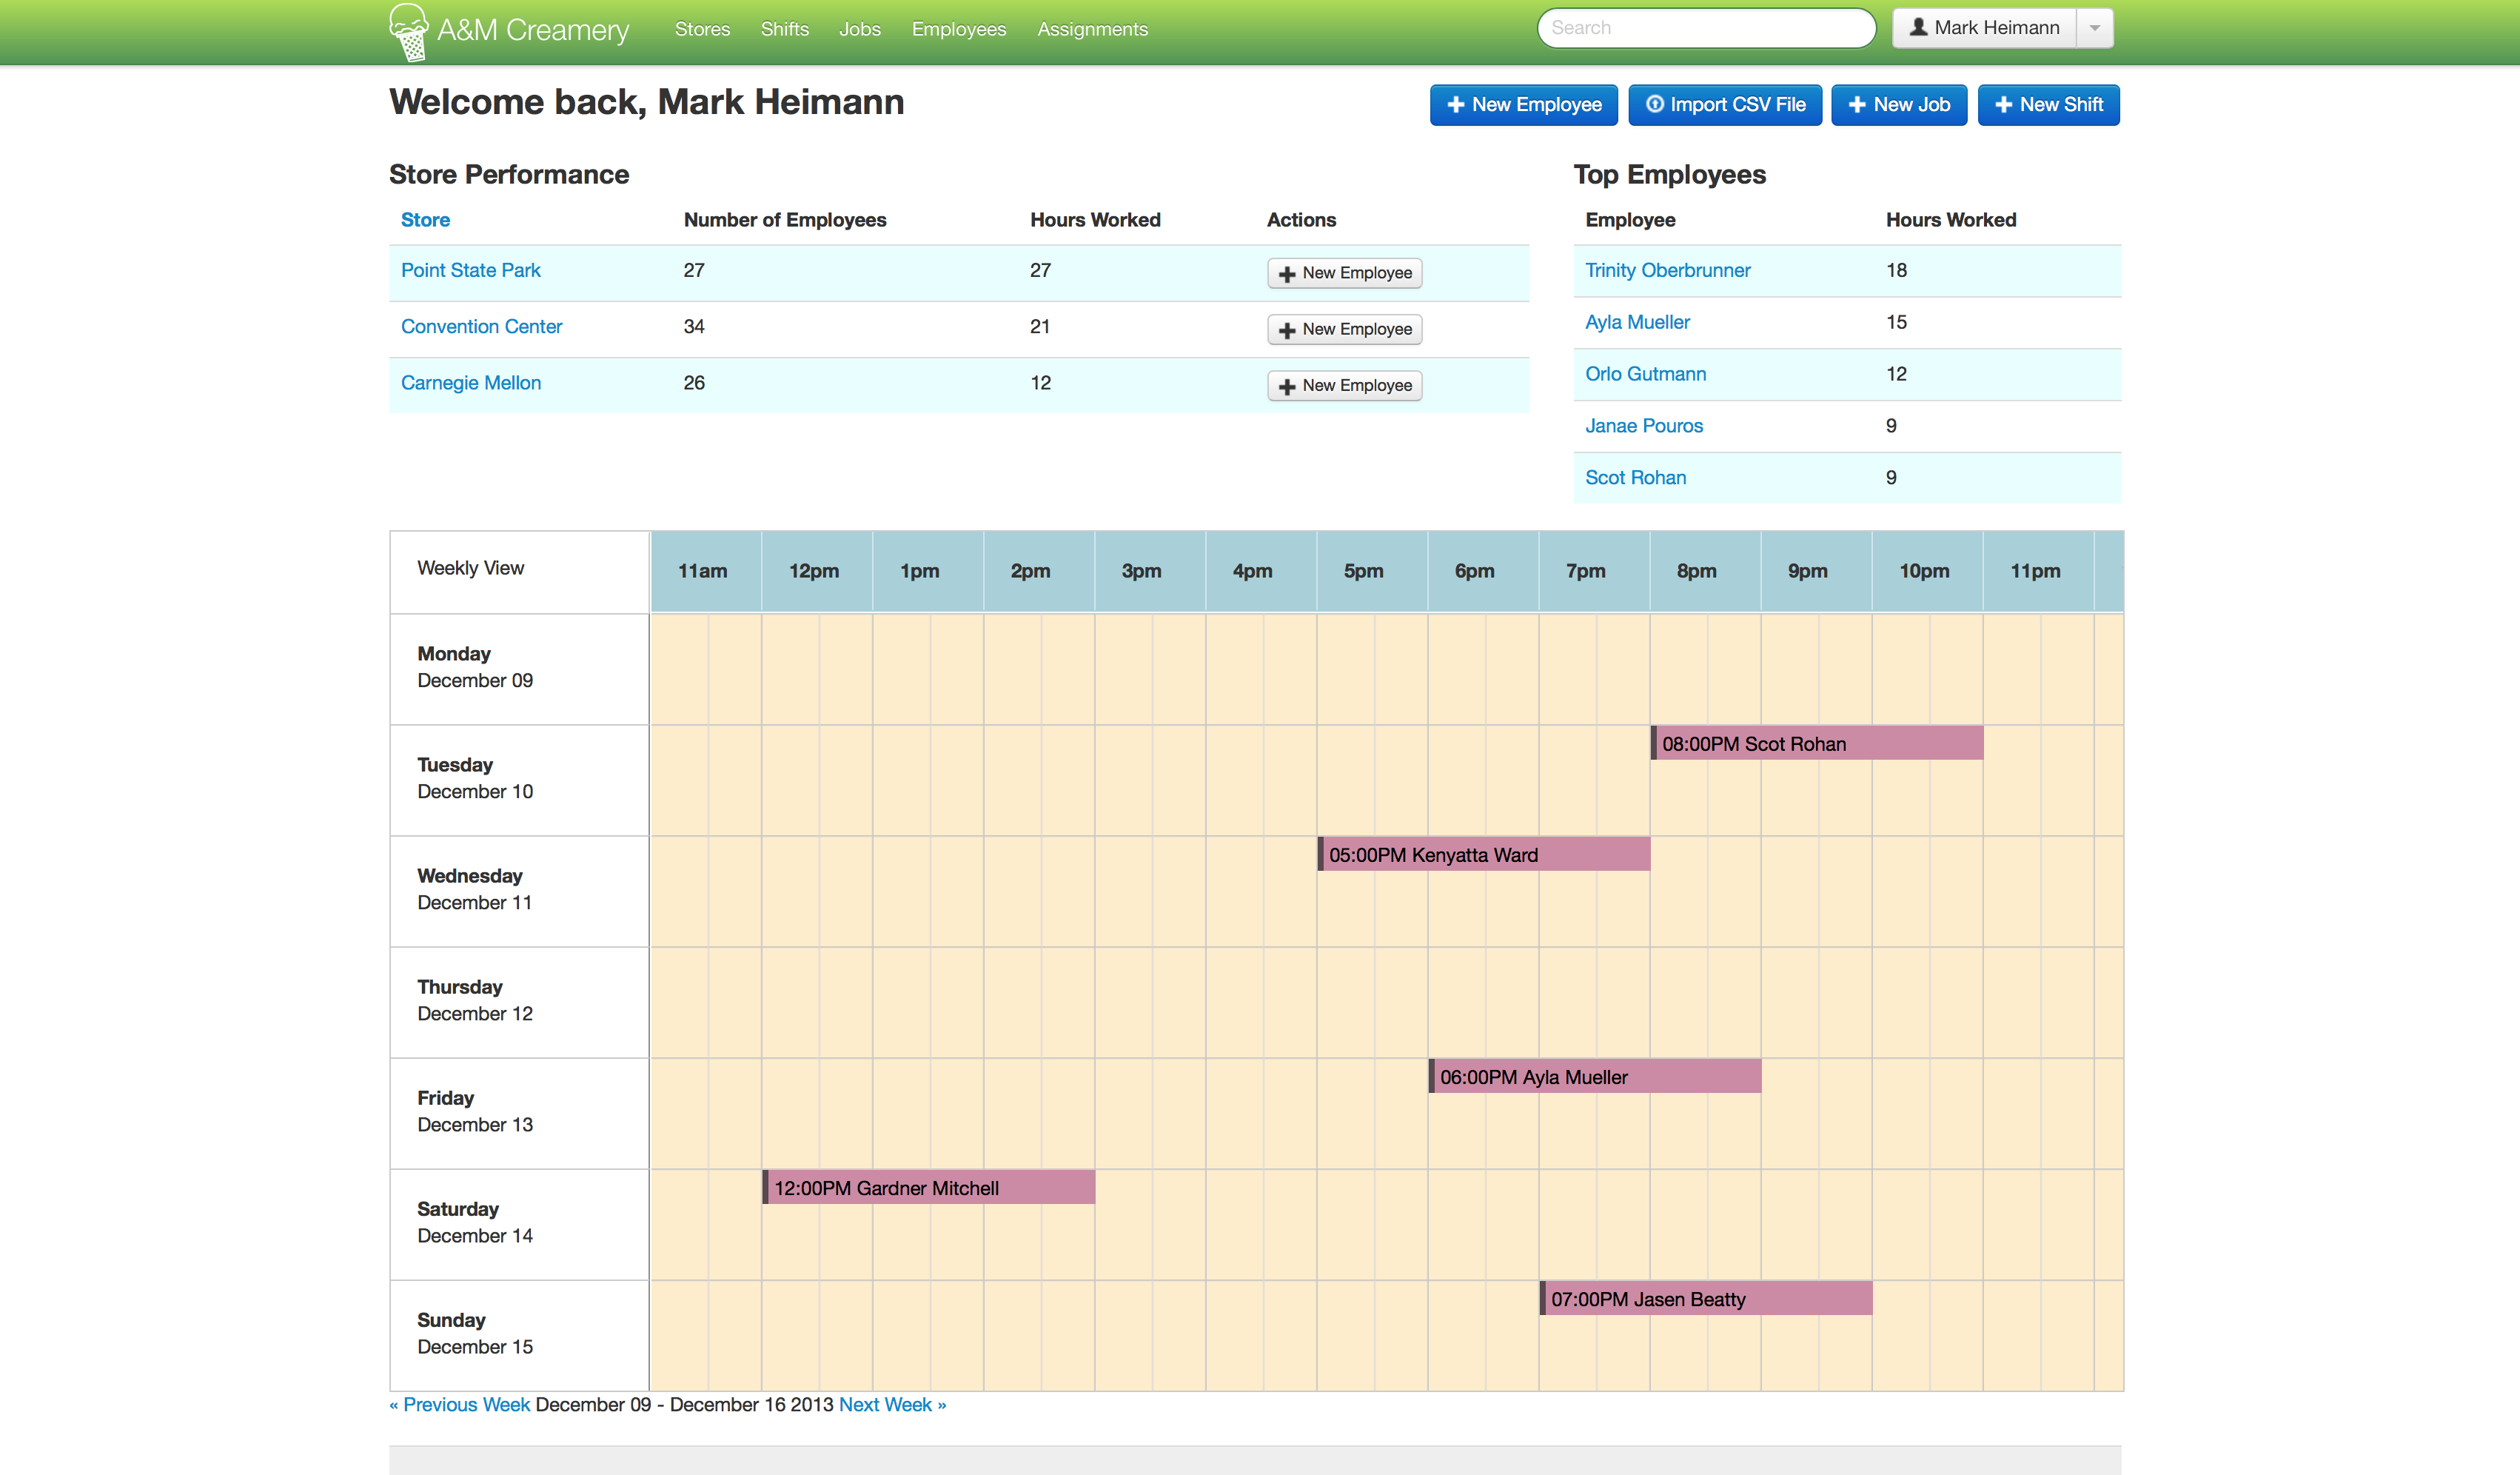 A&M Creamery Stores Shifts Jobs Employees Assignments Search Mark Heimann
Welcome back, Mark Heimann
New Employee Import CSV File New Job New Shift
Store Performance
Store Number of Employees Hours Worked Actions
Point State Park 27 27 New Employee
Convention Center 34 21 New Employee
Carnegie Mellon 26 12 New Employee
Top Employees
Employee Hours Worked
Trinity Oberbrunner 18
Ayla Mueller 15
Orlo Gutmann 12
Janae Pouros 9
Scot Rohan 9
Weekly View 11am 12pm 1pm 2pm 3pm 4pm 5pm 6pm 7pm 8pm 9pm 10pm 11pm
Monday
December 09
08:00PM Scot Rohan
Tuesday
December 10
05:00PM Kenyatta Ward
Wednesday
December 11
Thursday
December 12
06:00PM Ayla Mueller
Friday
December 13
12:00PM Gardner Mitchell
Saturday
December 14
07:00PM Jasen Beatty
Sunday
December 15
« Previous Week December 09 - December 16 2013 Next Week »